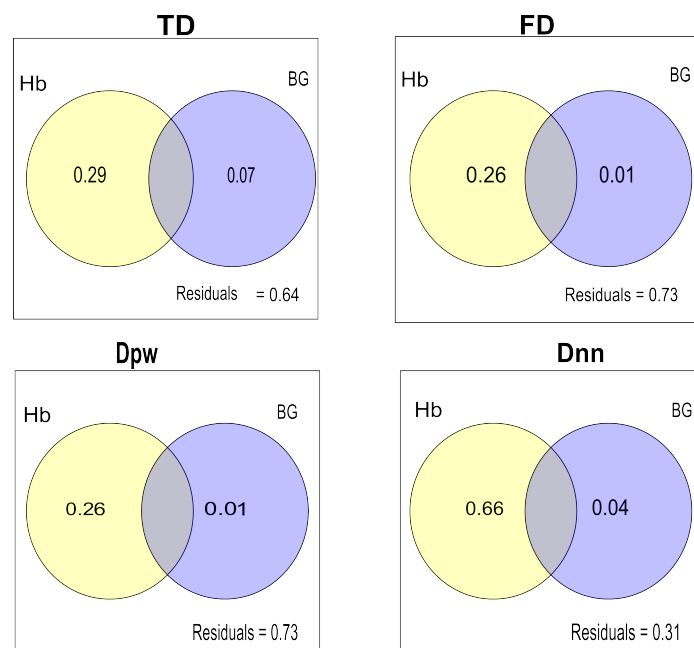 TD
Hb
BG
0.29
0.07
Residuals = 0.64
FD
Hb
BG
0.26
0.01
Residuals = 0.73
Dpw
Hb
BG
0.26
0.01
Residuals = 0.73
Dnn
Hb
BG
0.66
0.04
Residuals = 0.31